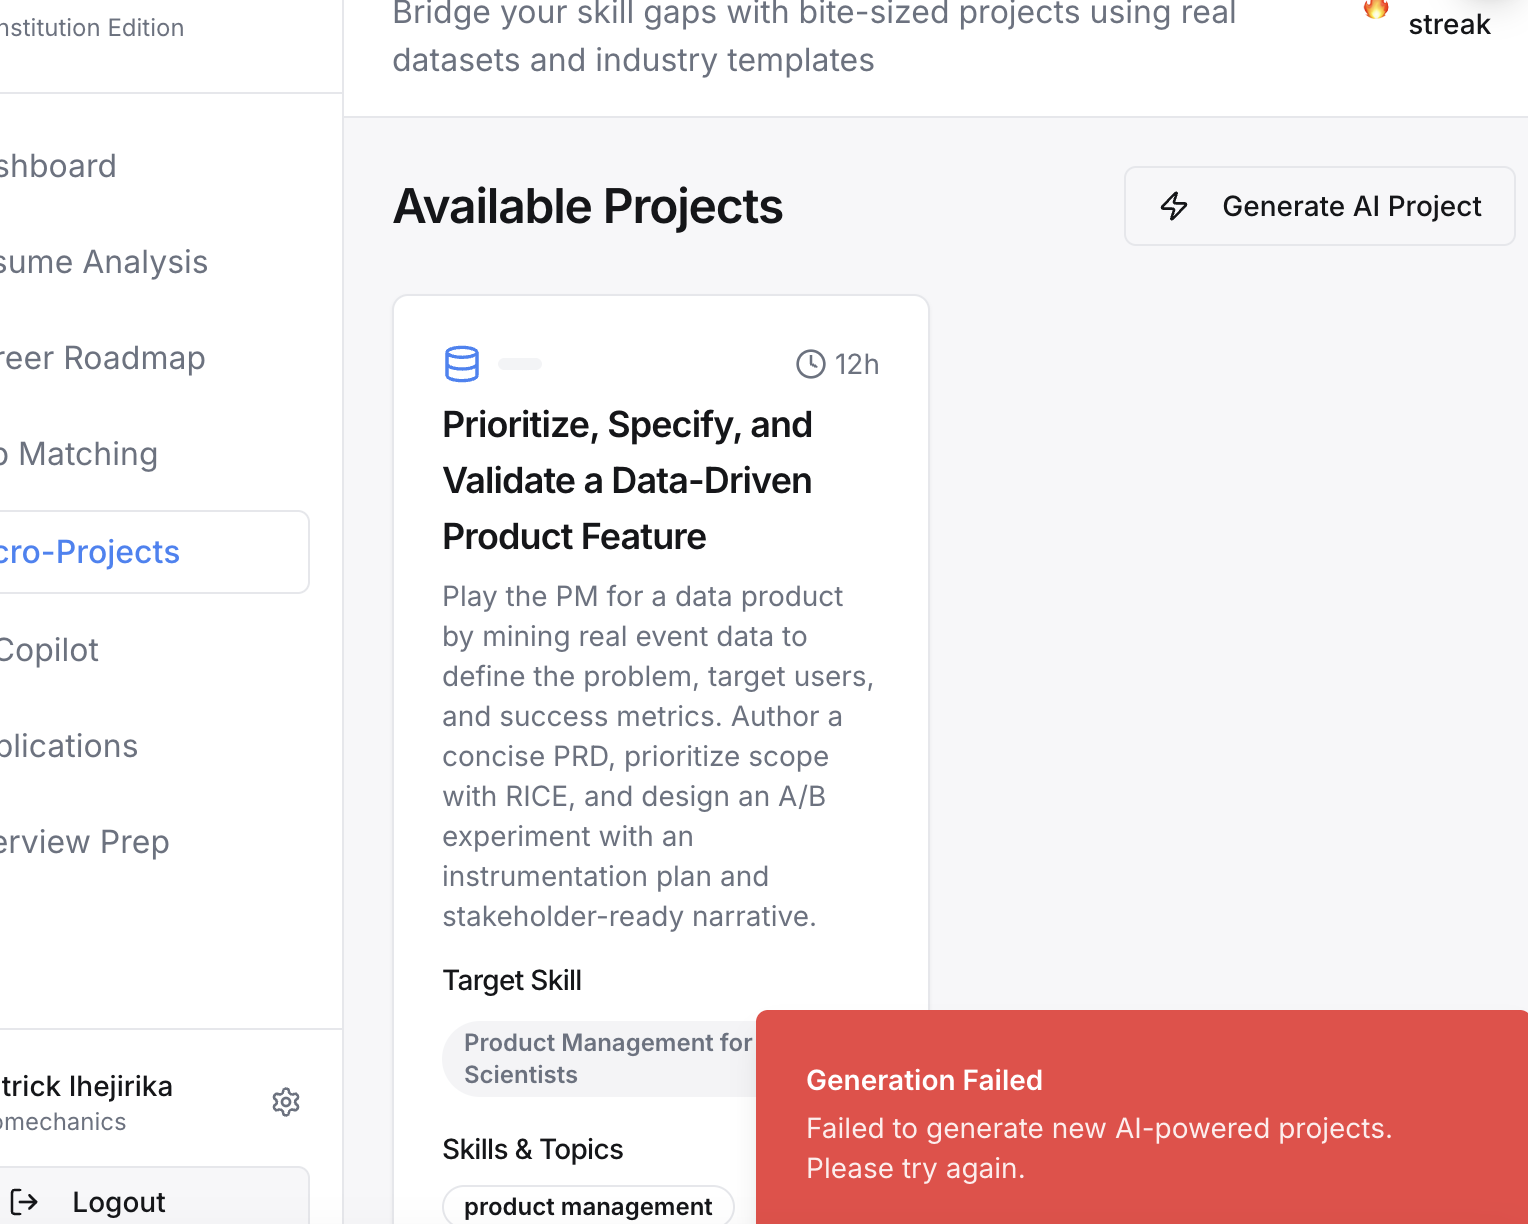 nstitution Edition
shboard
sume Analysis
reer Roadmap
o Matching
cro-Projects
Copilot
plications
erview Prep
trick Ihejirika
omechanics
Logout
Bridge your skill gaps with bite-sized projects using real
datasets and industry templates
streak
Available Projects
Generate AI Project
12h
Prioritize, Specify, and
Validate a Data-Driven
Product Feature
Play the PM for a data product
by mining real event data to
define the problem, target users,
and success metrics. Author a
concise PRD, prioritize scope
with RICE, and design an A/B
experiment with an
instrumentation plan and
stakeholder-ready narrative.
Target Skill
Product Management for
Scientists
Skills & Topics
product management
Generation Failed
Failed to generate new AI-powered projects.
Please try again.